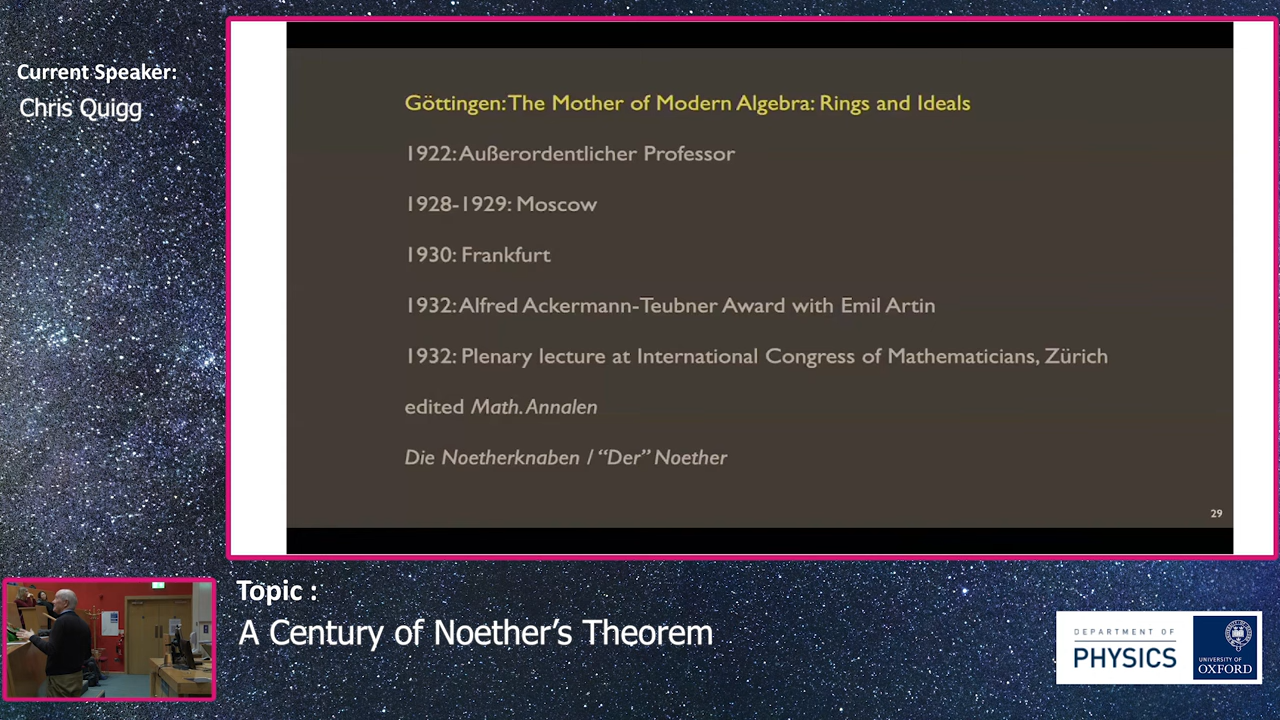 Current Speaker:
Chris Quigg
Göttingen: The Mother of Modern Algebra: Rings and Ideals
1922: Außerordentlicher Professor
1928-1929: Moscow
1930: Frankfurt
1932: Alfred Ackermann-Teubner Award with Emil Artin
1932: Plenary lecture at International Congress of Mathematicians, Zürich
edited Math. Annalen
Die Noetherknaben / “Der” Noether
29
Topic :
A Century of Noether’s Theorem
DEPARTMENT OF
PHYSICS
UNIVERSITY OF
OXFORD